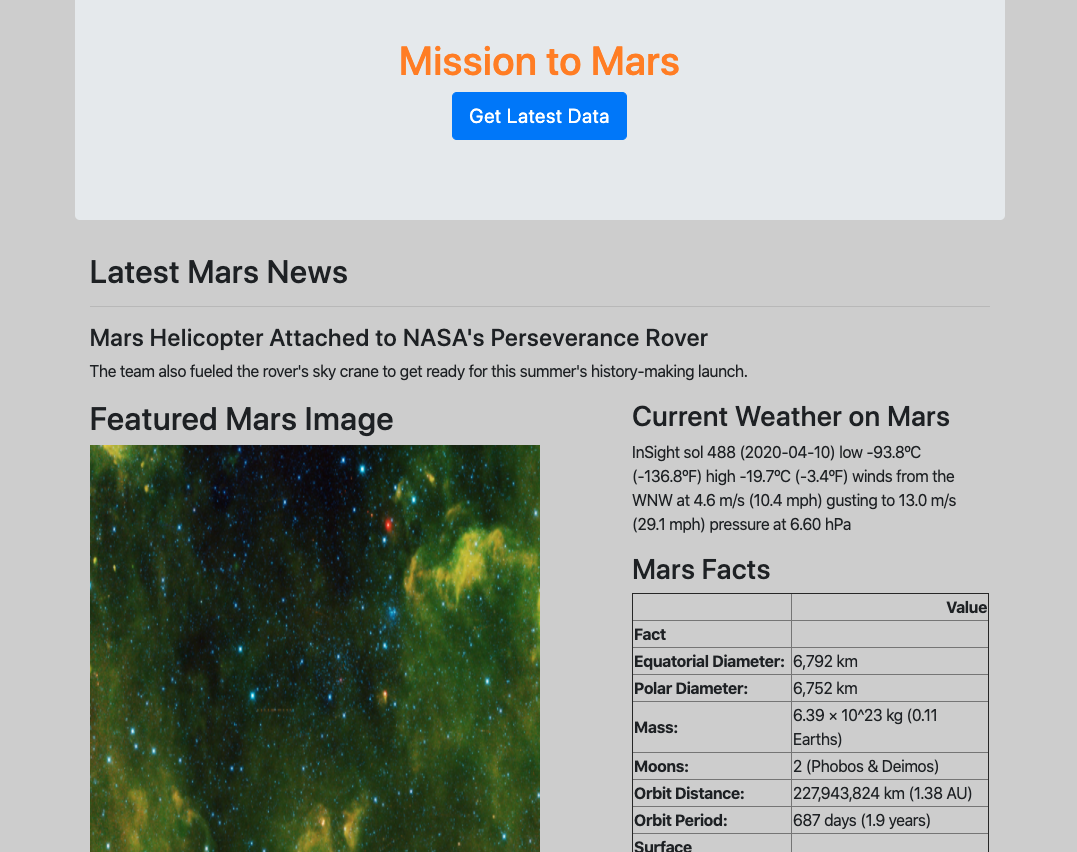 Mission to Mars
Get Latest Data
Latest Mars News
Mars Helicopter Attached to NASA's Perseverance Rover
The team also fueled the rover's sky crane to get ready for this summer's history-making launch.
Featured Mars Image
Current Weather on Mars
InSight sol 488 (2020-04-10) low -93.8ºC
(-136.8ºF) high -19.7ºC (-3.4ºF) winds from the
WNW at 4.6 m/s (10.4 mph) gusting to 13.0 m/s
(29.1 mph) pressure at 6.60 hPa
Mars Facts
Value
Fact
Equatorial Diameter: 6,792 km
Polar Diameter: 6,752 km
Mass: 6.39 × 10^23 kg (0.11
Earths)
Moons: 2 (Phobos & Deimos)
Orbit Distance: 227,943,824 km (1.38 AU)
Orbit Period: 687 days (1.9 years)
Surface